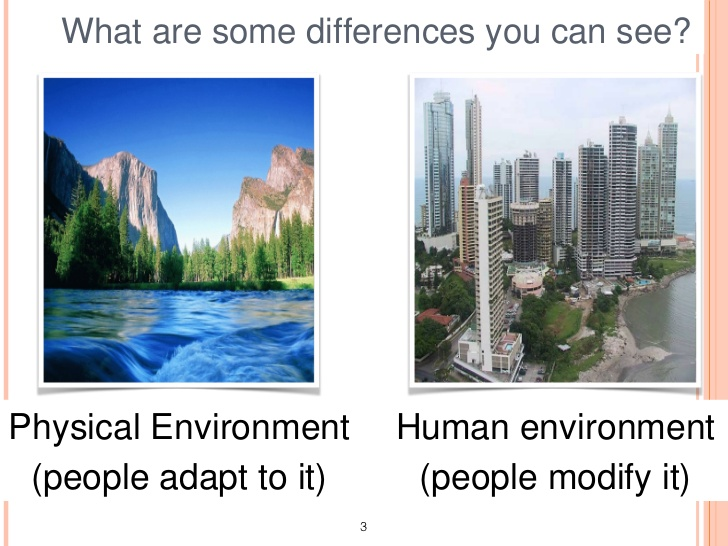 What are some differences you can see?
Physical Environment
(people adapt to it)
Human environment
(people modify it)
3